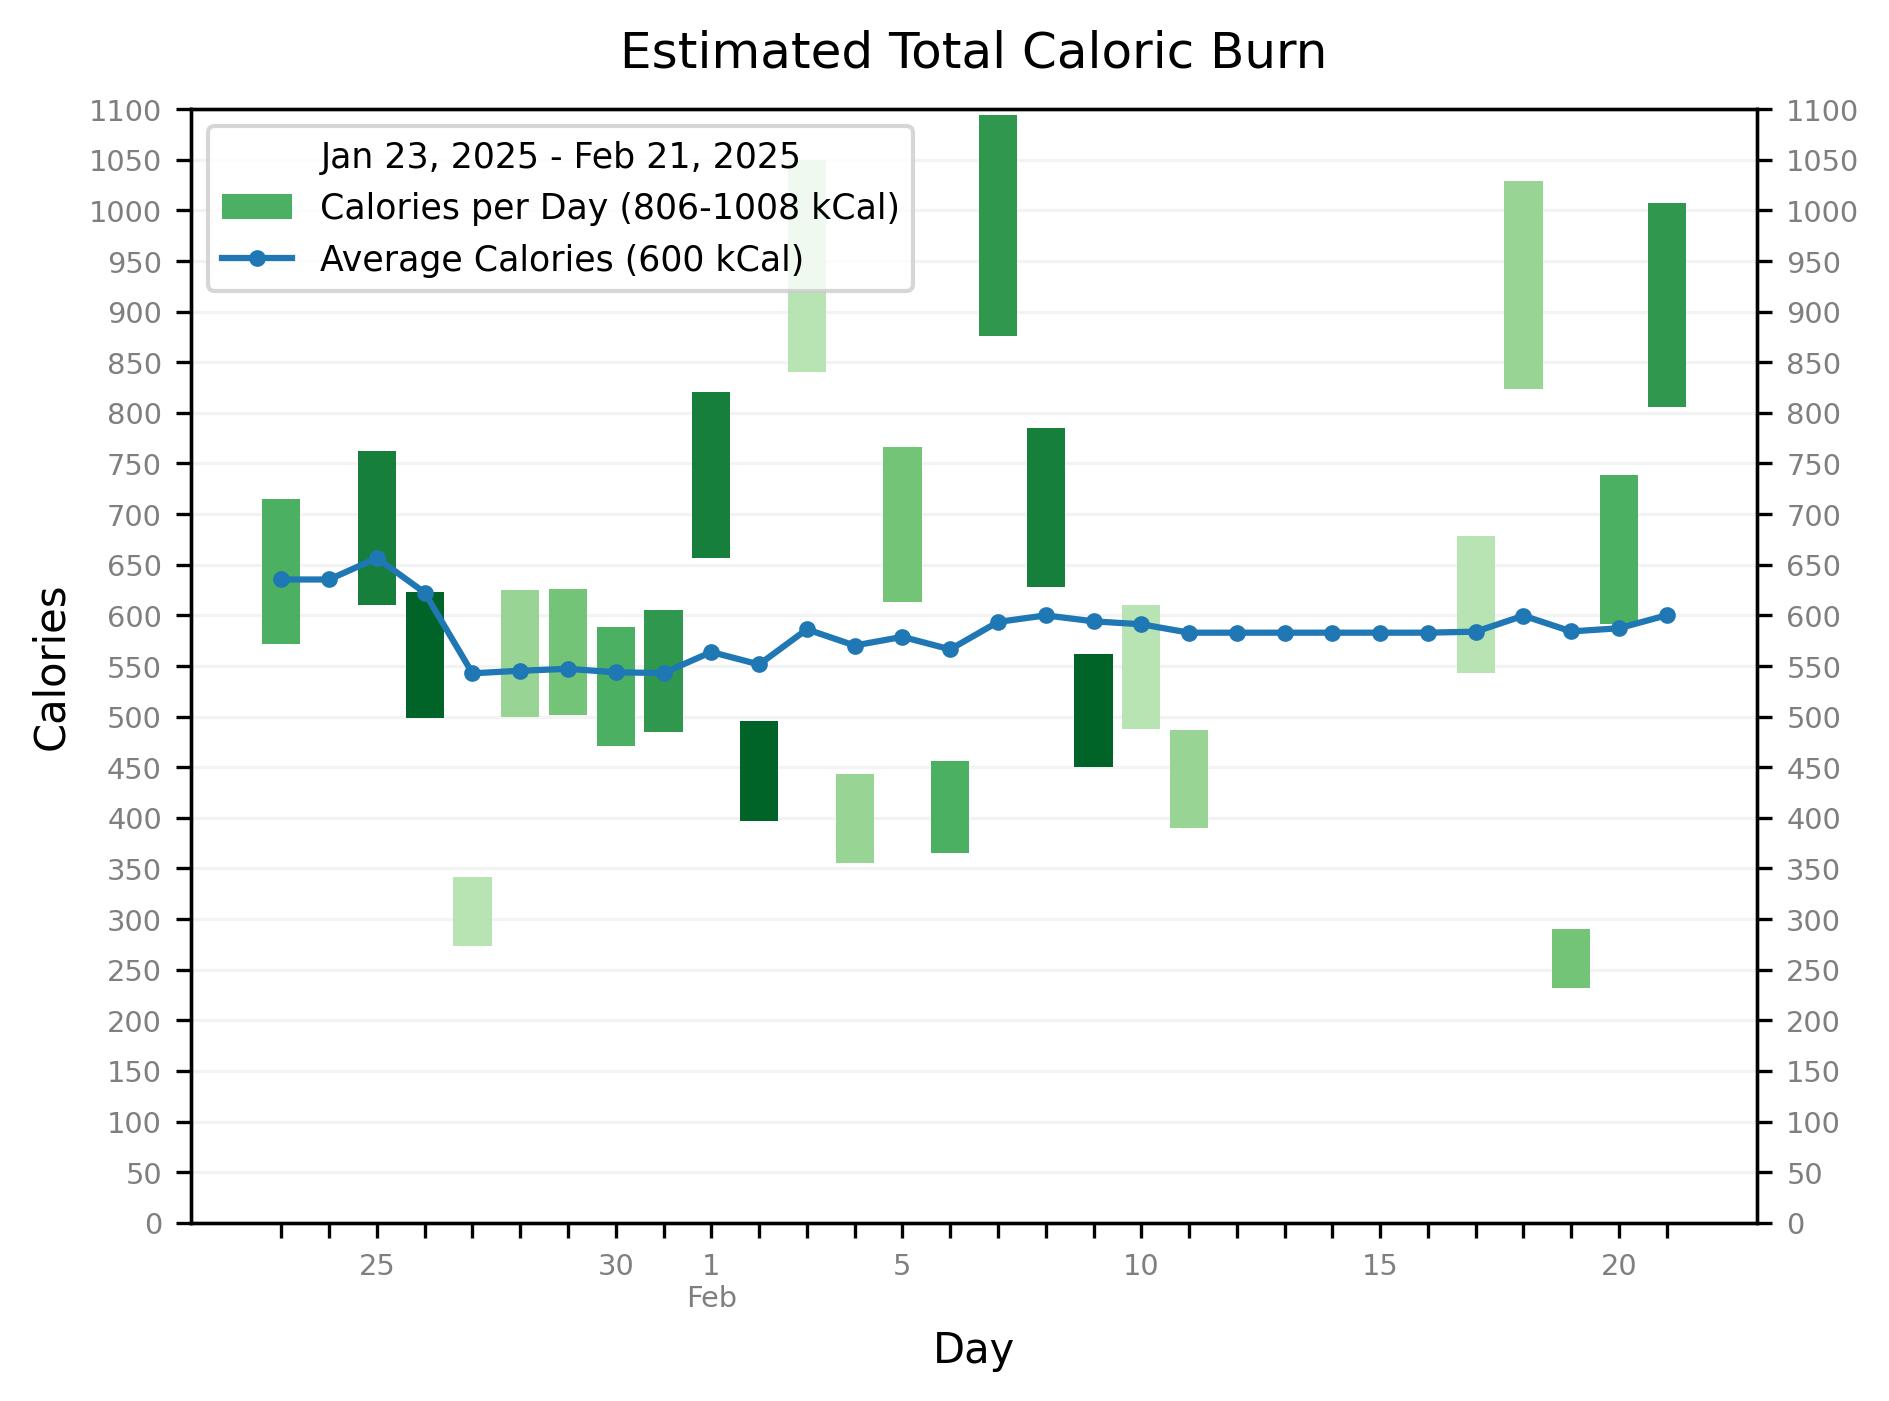 Estimated Total Caloric Burn
Jan 23, 2025 - Feb 21, 2025
Calories per Day (806-1008 kCal)
Average Calories (600 kCal)
1100 1100
1050 1050
1000 1000
950 950
900 900
850 850
800 800
750 750
700 700
650 650
600 600
550 550
500 500
450 450
400 400
350 350
300 300
250 250
200 200
150 150
100 100
50 50
0 0
Calories
25 30 1 5 10 15 20
Feb
Day